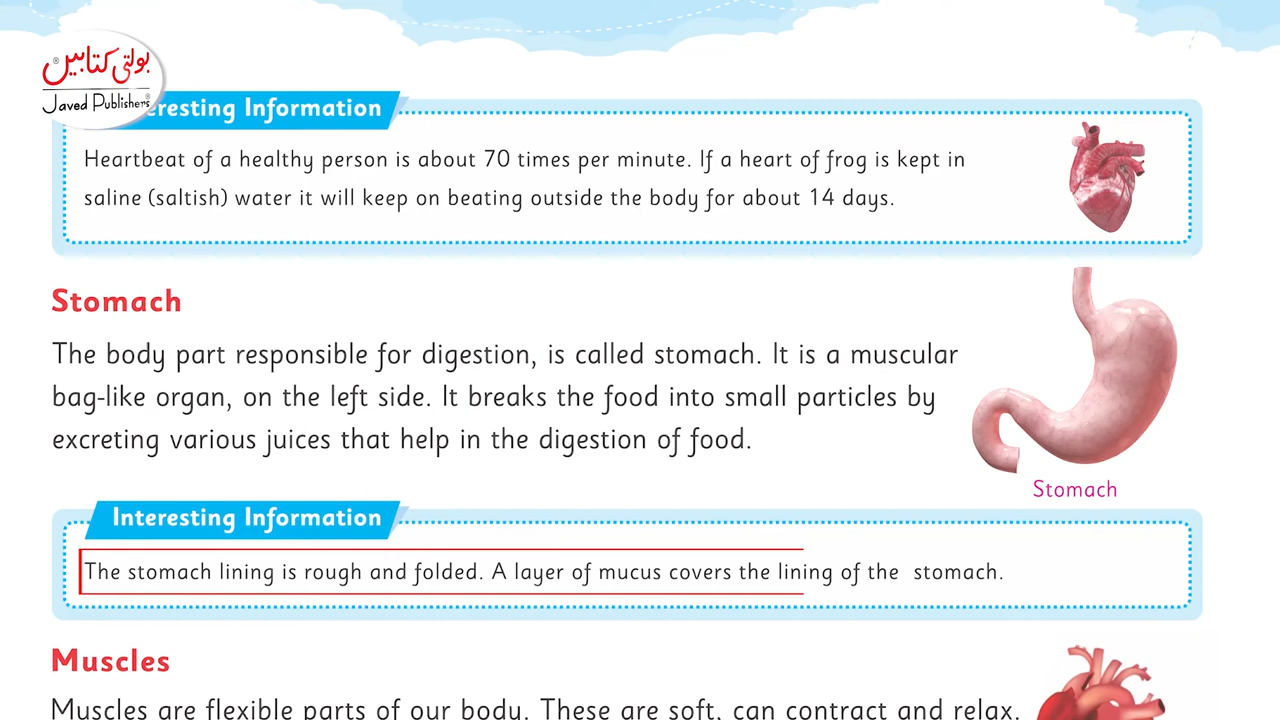 بولتی کتابیں
Javed Publishers
eresting Information
Heartbeat of a healthy person is about 70 times per minute. If a heart of frog is kept in
saline (saltish) water it will keep on beating outside the body for about 14 days.
Stomach
The body part responsible for digestion, is called stomach. It is a muscular
bag-like organ, on the left side. It breaks the food into small particles by
excreting various juices that help in the digestion of food.
Stomach
Interesting Information
The stomach lining is rough and folded. A layer of mucus covers the lining of the stomach.
Muscles
Muscles are flexible parts of our body. These are soft, can contract and relax.